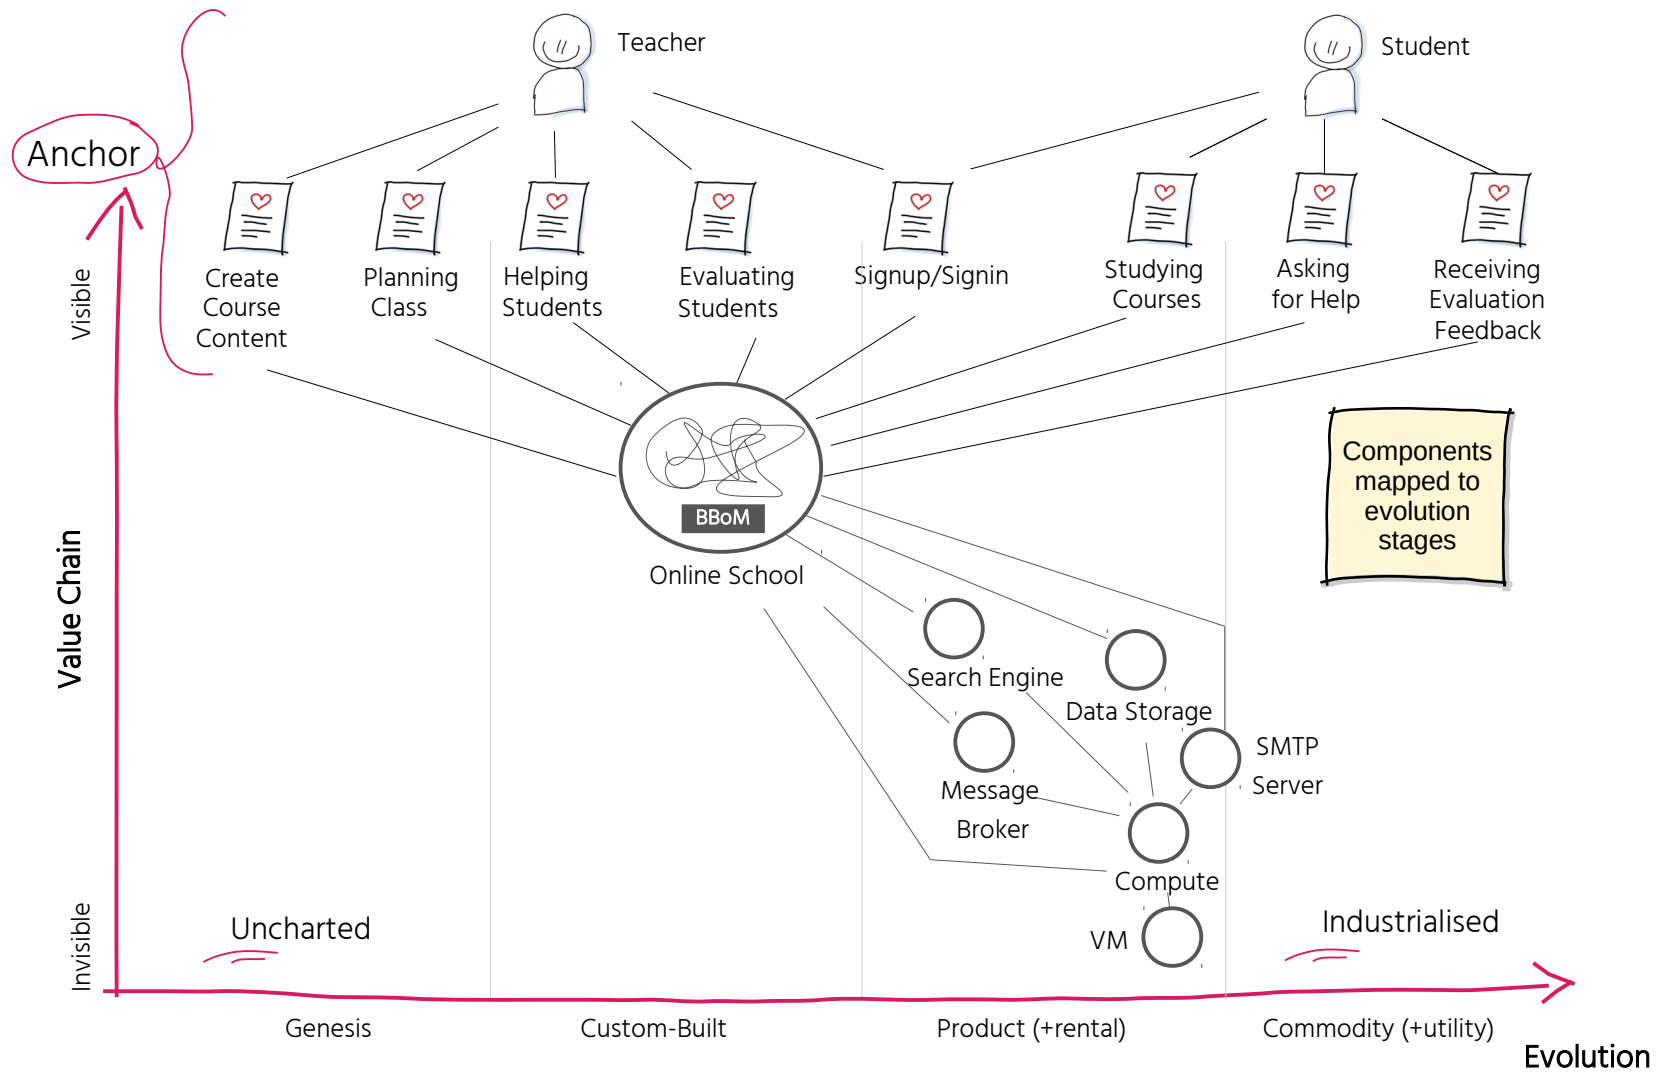 Teacher
Student
Anchor
Create
Course
Content
Planning
Class
Helping
Students
Evaluating
Students
Signup/Signin
Studying
Courses
Asking
for Help
Receiving
Evaluation
Feedback
Visible
Value Chain
Invisible
BBoM
Online School
Components
mapped to
evolution
stages
Search Engine
Data Storage
SMTP
Server
Message
Broker
Compute
VM
Uncharted
Industrialised
Genesis
Custom-Built
Product (+rental)
Commodity (+utility)
Evolution